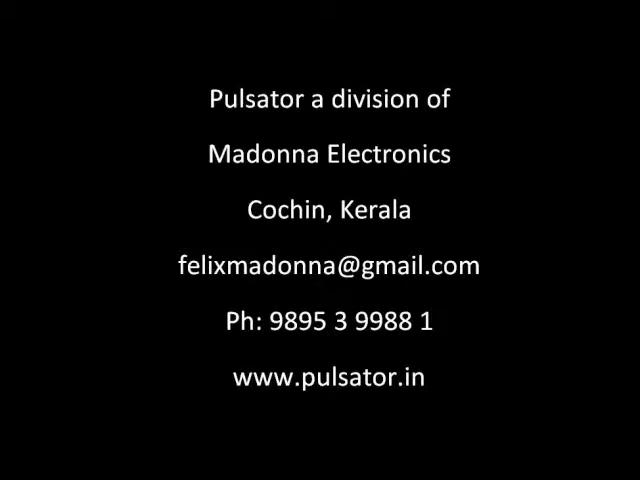 Pulsator a division of
Madonna Electronics
Cochin, Kerala
felixmadonna@gmail.com
Ph: 9895 3 9988 1
www.pulsator.in